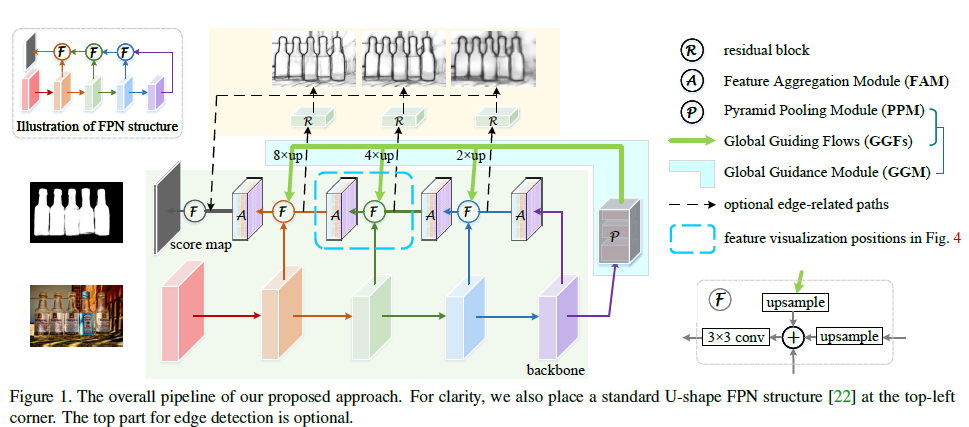 F F F
Illustration of FPN structure
R R R
8×up 4×up 2×up
F A F A F A F A
P
score map
backbone
R residual block
A Feature Aggregation Module (FAM)
P Pyramid Pooling Module (PPM)
Global Guiding Flows (GGFs)
Global Guidance Module (GGM)
optional edge-related paths
feature visualization positions in Fig. 4
F
upsample
3×3 conv + upsample
Figure 1. The overall pipeline of our proposed approach. For clarity, we also place a standard U-shape FPN structure [22] at the top-left
corner. The top part for edge detection is optional.